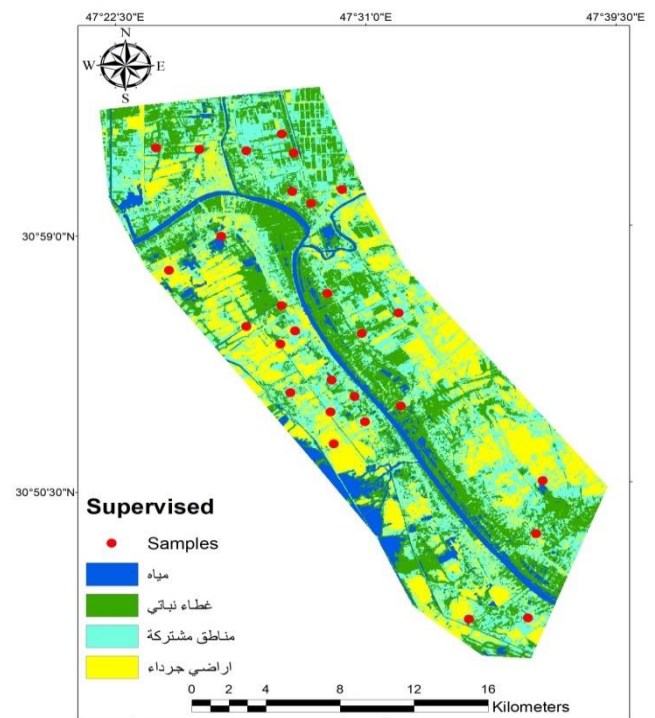 47°22'30"E 47°31'0"E 47°39'30"E
N
W E
S
30°59'0"N
30°50'30"N
Supervised
Samples
مياه
غطاء نباتي
مناطق مشتركة
اراضي جرداء
0 2 4 8 12 16
Kilometers